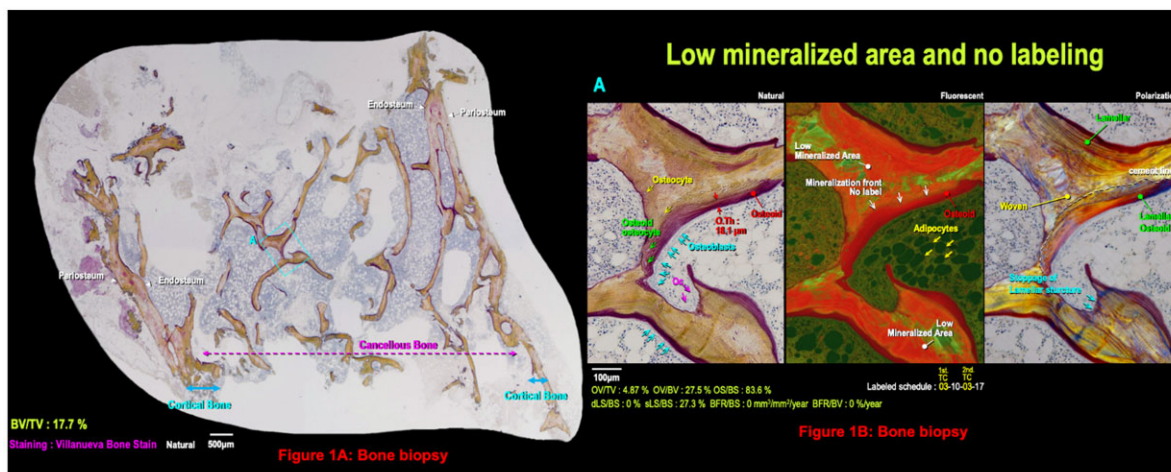 Endosteum
Periosteum
A
Periosteum
Endosteum
Cancellous Bone
Cortical Bone
Cortical Bone
BV/TV : 17.7 %
Staining : Villanueva Bone Stain
Natural
500µm
Figure 1A: Bone biopsy
Low mineralized area and no labeling
A
Natural
Fluorescent
Polarization
Osteocyte
Osteoid
osteocyte
O.Th :
18.1 µm
Osteoid
Osteoblasts
Oc
Low
Mineralized Area
Mineralization front
No label
Osteoid
Adipocytes
Low
Mineralized Area
Lamellar
cement line
Woven
Lamellar
Osteoid
Stoppage of
Lamellar structure
100µm
1st. TC
2nd. TC
Labeled schedule : 03-10-03-17
OV/TV : 4.87 % OV/BV : 27.5 % OS/BS : 83.6 %
dLS/BS : 0 % sLS/BS : 27.3 % BFR/BS : 0 mm³/mm²/year BFR/BV : 0 %/year
Figure 1B: Bone biopsy